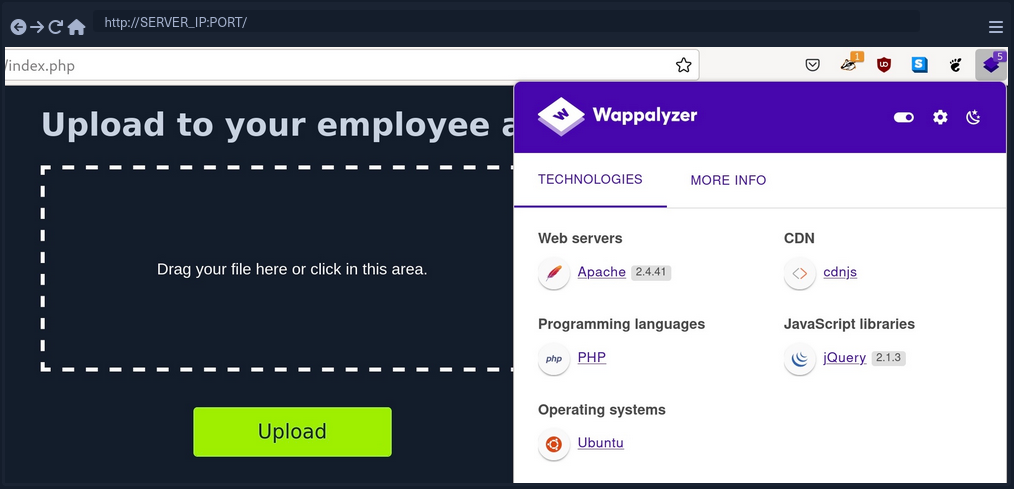 http://SERVER_IP:PORT/
/index.php
1
5
Upload to your employee a
Drag your file here or click in this area.
Upload
Wappalyzer
TECHNOLOGIES MORE INFO
Web servers
Apache 2.4.41
CDN
cdnjs
Programming languages
php PHP
JavaScript libraries
jQuery 2.1.3
Operating systems
Ubuntu